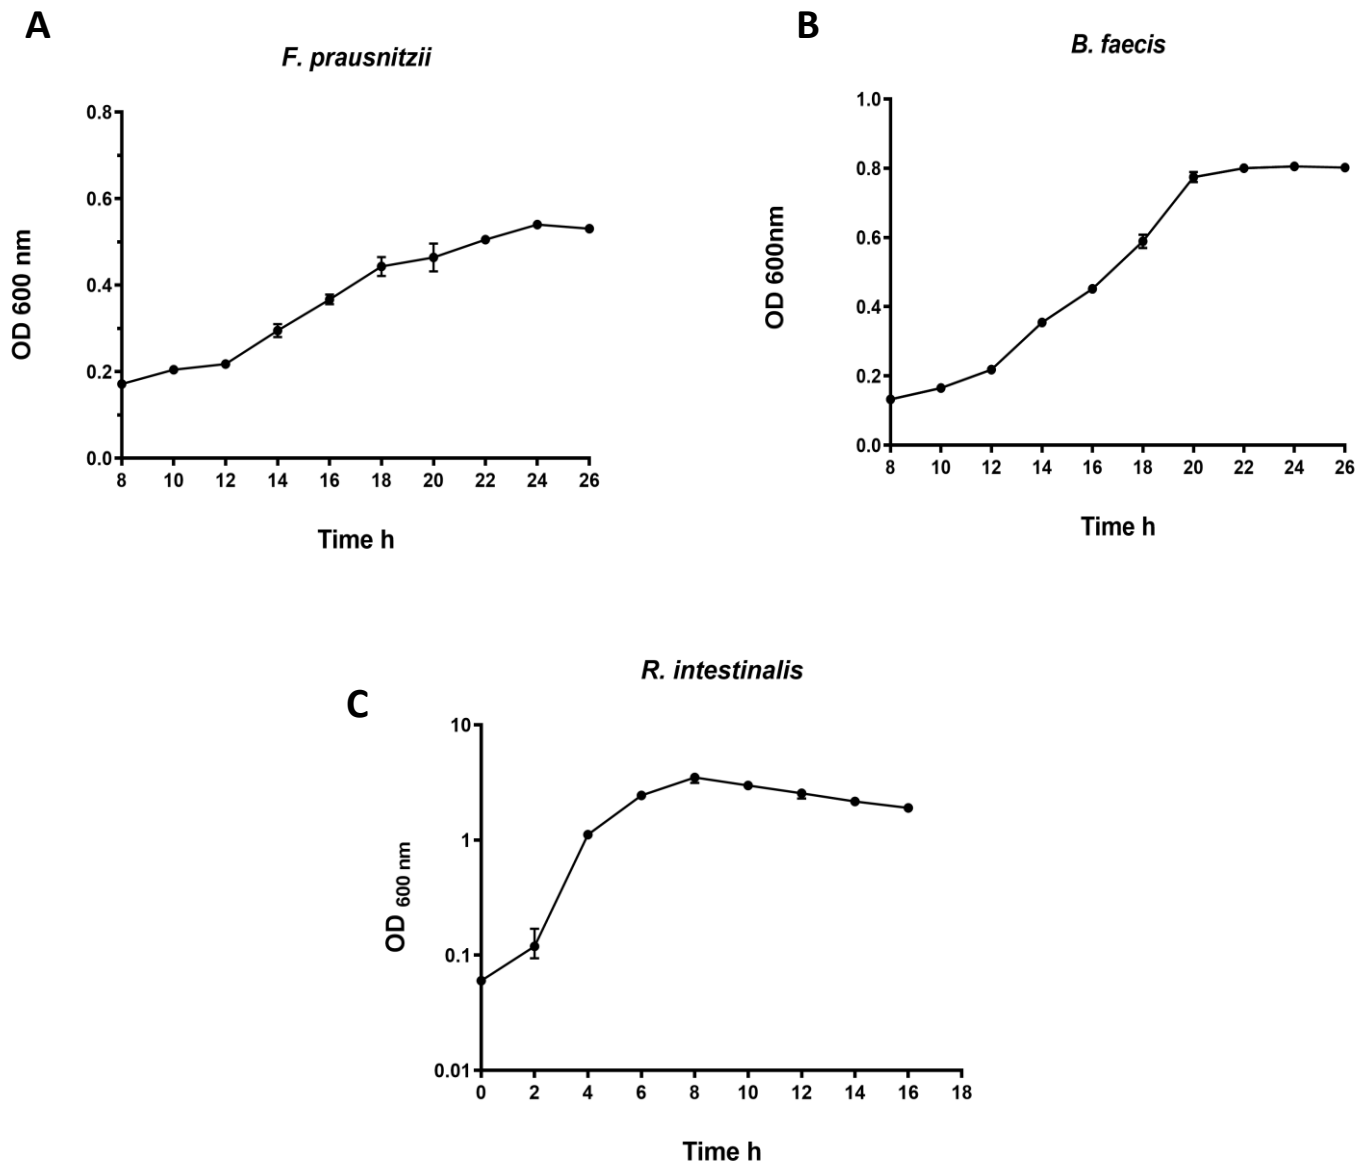 A
F. prausnitzii
0.8
0.6
0.4
0.2
0.0
OD 600 nm
8 10 12 14 16 18 20 22 24 26
Time h
B
B. faecis
1.0
0.8
0.6
0.4
0.2
0.0
OD 600nm
8 10 12 14 16 18 20 22 24 26
Time h
C
R. intestinalis
10
1
0.1
0.01
OD 600 nm
0 2 4 6 8 10 12 14 16 18
Time h